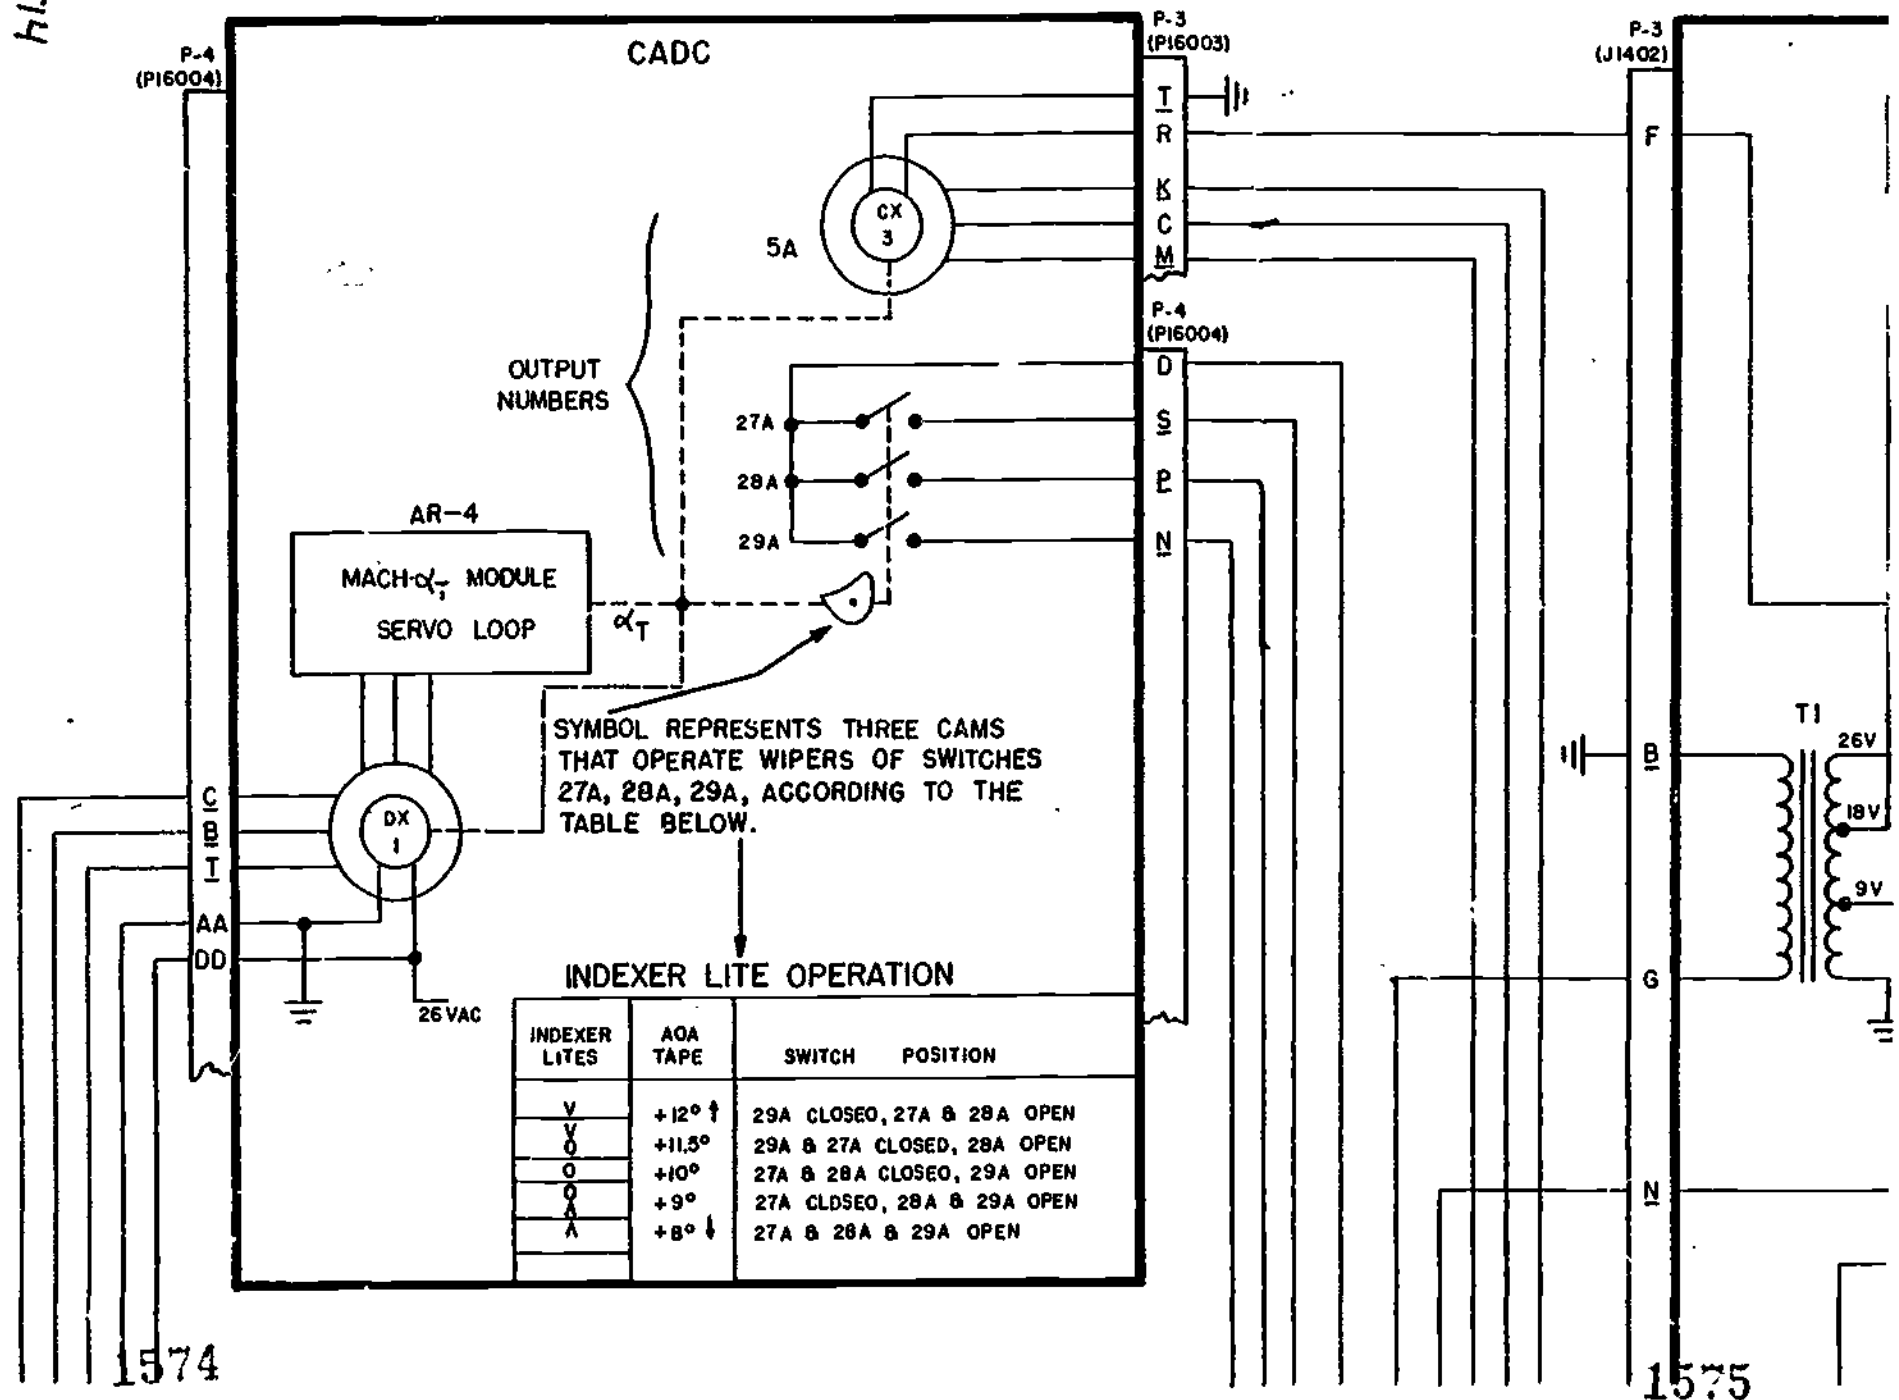 CADC
P-4
(P16004)
P-3
(P16003)
P-3
(J1402)
T
R
K
C
M
F
CX
3
5A
P-4
(P16004)
OUTPUT
NUMBERS
D
S
P
N
27A
28A
29A
AR-4
MACH-αT MODULE
SERVO LOOP
αT
SYMBOL REPRESENTS THREE CAMS
THAT OPERATE WIPERS OF SWITCHES
27A, 28A, 29A, ACCORDING TO THE
TABLE BELOW.
C
B
T
AA
DD
DX
1
26 VAC
T1
26V
18V
9V
B
G
N
INDEXER LITE OPERATION
INDEXER LITES AOA TAPE SWITCH POSITION
V +12° ↑ 29A CLOSED, 27A & 28A OPEN
V O +11.5° 29A & 27A CLOSED, 28A OPEN
O +10° 27A & 28A CLOSED, 29A OPEN
O Λ +9° 27A CLOSED, 28A & 29A OPEN
Λ +8° ↓ 27A & 28A & 29A OPEN
1574
1575